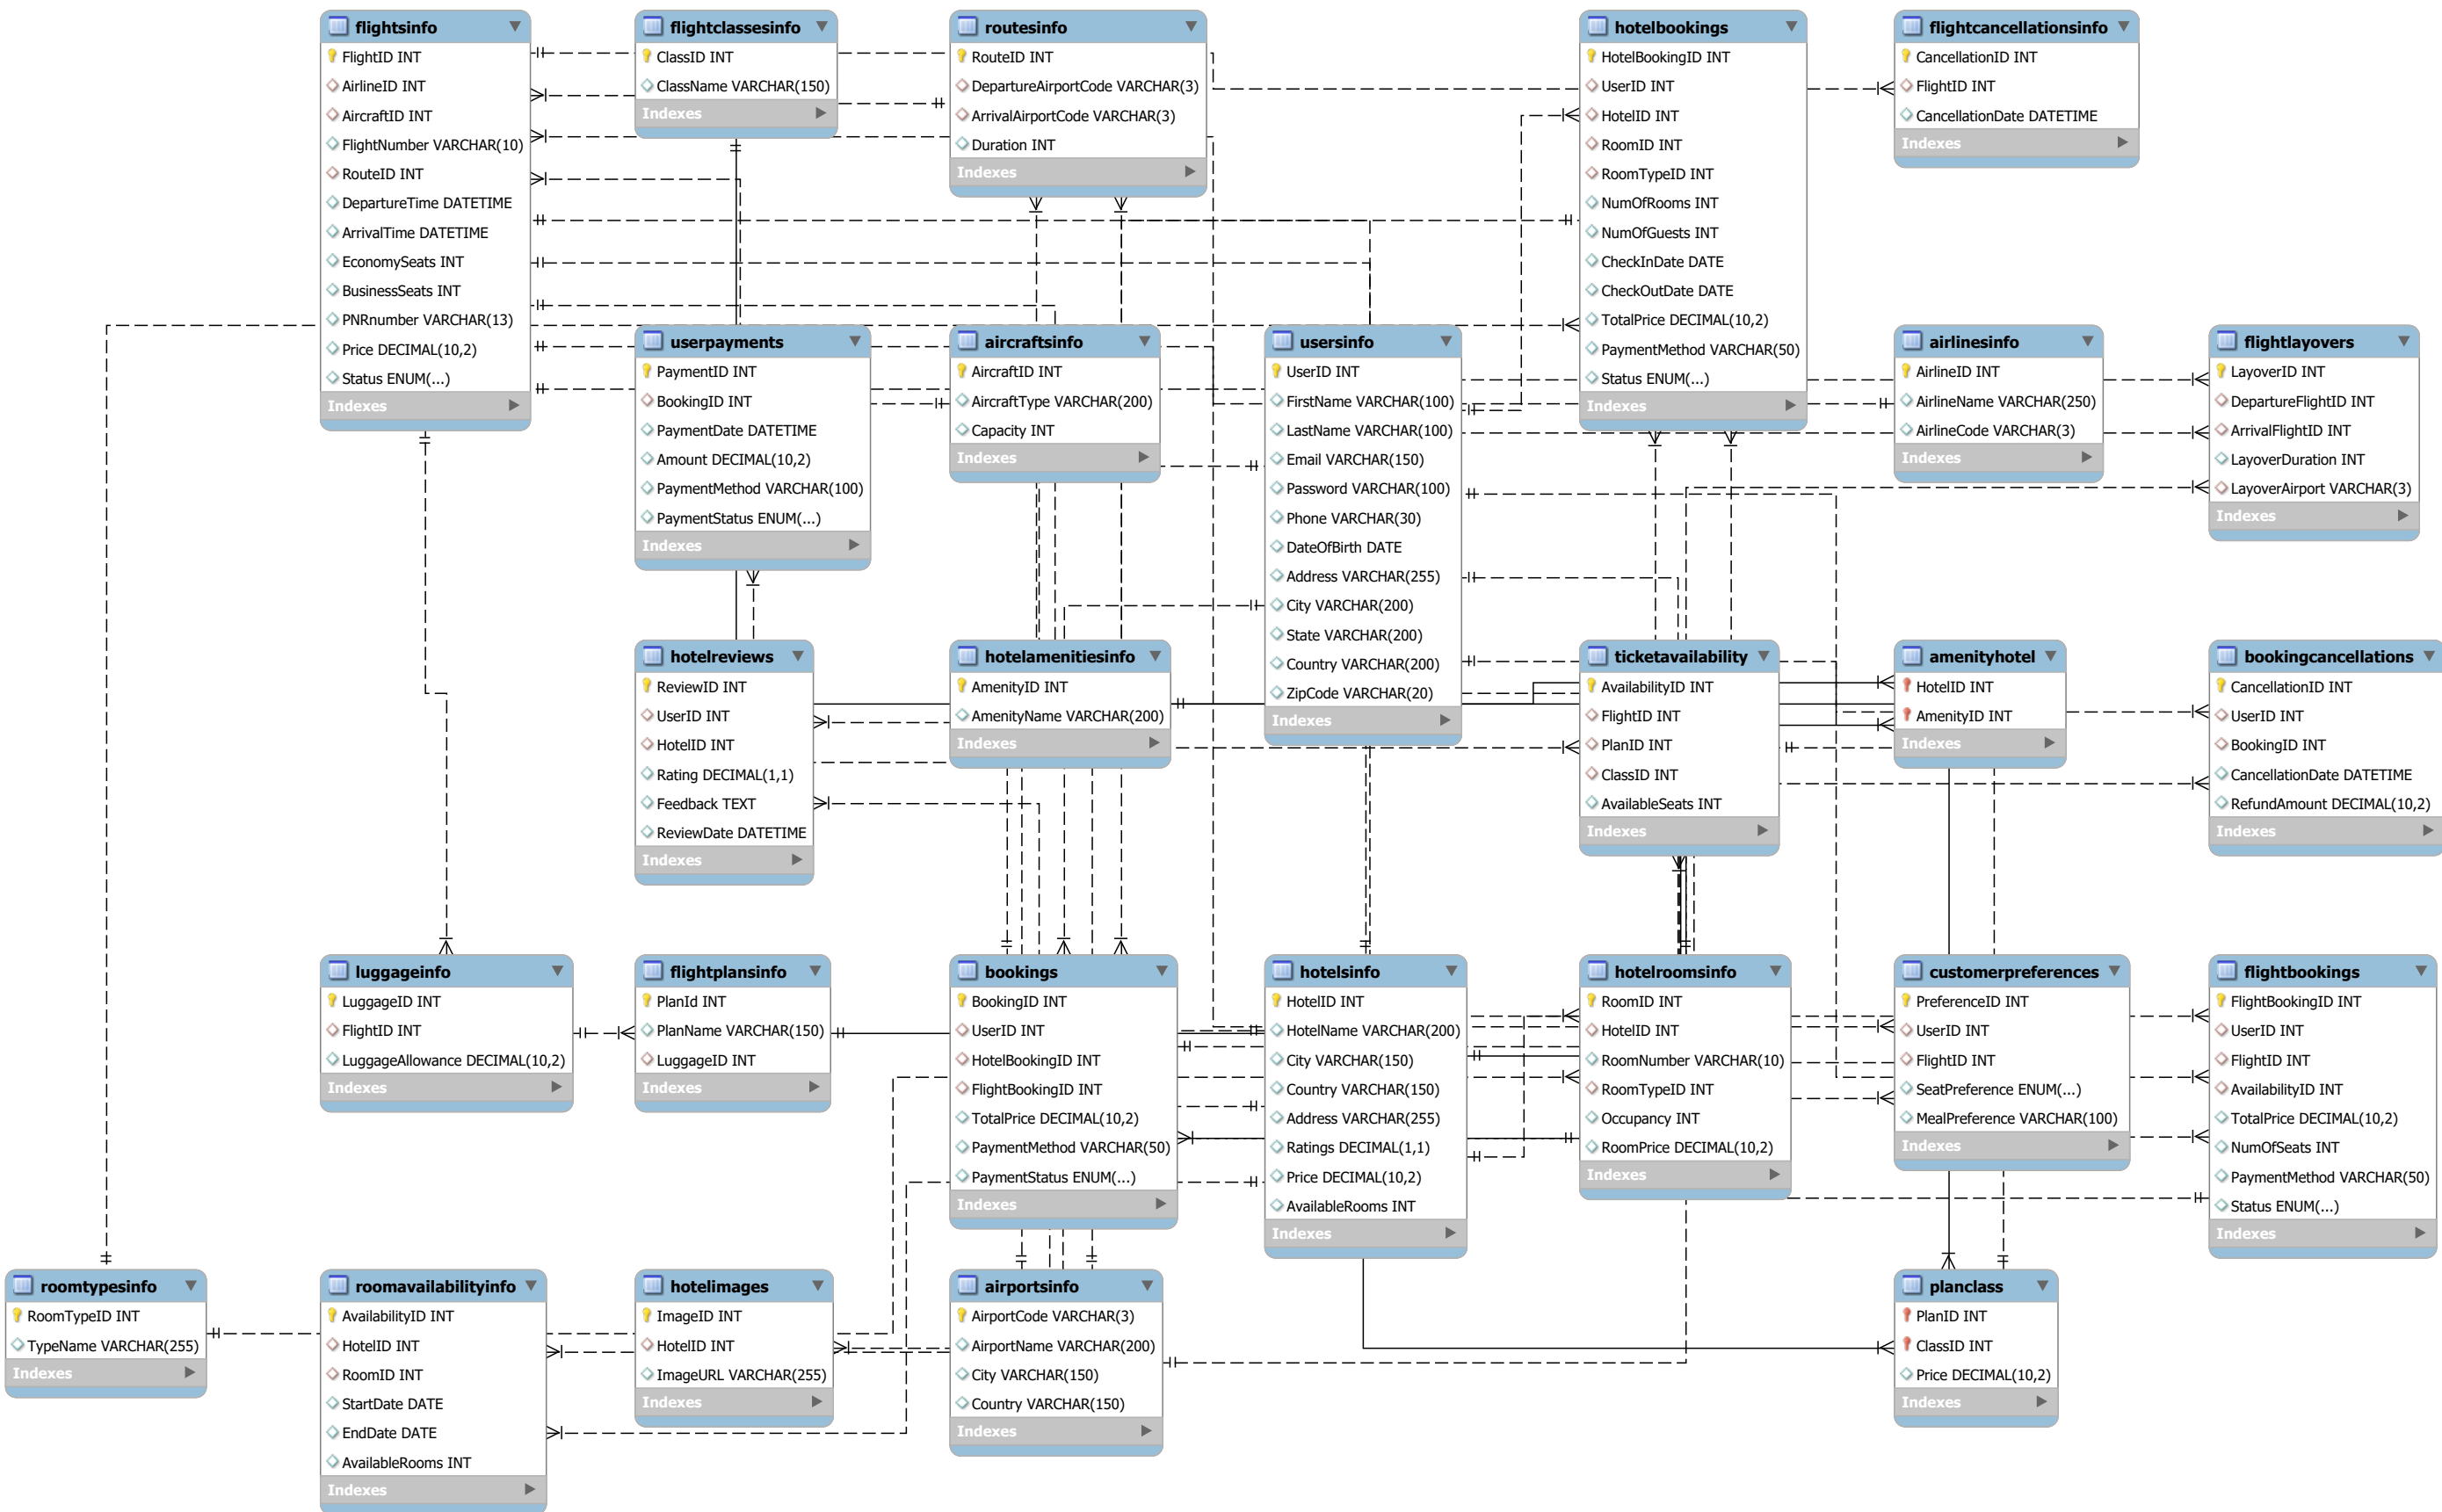 flightsinfo
FlightID INT
AirlineID INT
AircraftID INT
FlightNumber VARCHAR(10)
RouteID INT
DepartureTime DATETIME
ArrivalTime DATETIME
EconomySeats INT
BusinessSeats INT
PNRnumber VARCHAR(13)
Price DECIMAL(10,2)
Status ENUM(...)
Indexes
flightclassesinfo
ClassID INT
ClassName VARCHAR(150)
Indexes
routesinfo
RouteID INT
DepartureAirportCode VARCHAR(3)
ArrivalAirportCode VARCHAR(3)
Duration INT
Indexes
hotelbookings
HotelBookingID INT
UserID INT
HotelID INT
RoomID INT
RoomTypeID INT
NumOfRooms INT
NumOfGuests INT
CheckInDate DATE
CheckOutDate DATE
TotalPrice DECIMAL(10,2)
PaymentMethod VARCHAR(50)
Status ENUM(...)
Indexes
flightcancellationsinfo
CancellationID INT
FlightID INT
CancellationDate DATETIME
Indexes
userpayments
PaymentID INT
BookingID INT
PaymentDate DATETIME
Amount DECIMAL(10,2)
PaymentMethod VARCHAR(100)
PaymentStatus ENUM(...)
Indexes
aircraftsinfo
AircraftID INT
AircraftType VARCHAR(200)
Capacity INT
Indexes
usersinfo
UserID INT
FirstName VARCHAR(100)
LastName VARCHAR(100)
Email VARCHAR(150)
Password VARCHAR(100)
Phone VARCHAR(30)
DateOfBirth DATE
Address VARCHAR(255)
City VARCHAR(200)
State VARCHAR(200)
Country VARCHAR(200)
ZipCode VARCHAR(20)
Indexes
airlinesinfo
AirlineID INT
AirlineName VARCHAR(250)
AirlineCode VARCHAR(3)
Indexes
flightlayovers
LayoverID INT
DepartureFlightID INT
ArrivalFlightID INT
LayoverDuration INT
LayoverAirport VARCHAR(3)
Indexes
hotelreviews
ReviewID INT
UserID INT
HotelID INT
Rating DECIMAL(1,1)
Feedback TEXT
ReviewDate DATETIME
Indexes
hotelamenitiesinfo
AmenityID INT
AmenityName VARCHAR(200)
Indexes
ticketavailability
AvailabilityID INT
FlightID INT
PlanID INT
ClassID INT
AvailableSeats INT
Indexes
amenityhotel
HotelID INT
AmenityID INT
Indexes
bookingcancellations
CancellationID INT
UserID INT
BookingID INT
CancellationDate DATETIME
RefundAmount DECIMAL(10,2)
Indexes
luggageinfo
LuggageID INT
FlightID INT
LuggageAllowance DECIMAL(10,2)
Indexes
flightplansinfo
PlanId INT
PlanName VARCHAR(150)
LuggageID INT
Indexes
bookings
BookingID INT
UserID INT
HotelBookingID INT
FlightBookingID INT
TotalPrice DECIMAL(10,2)
PaymentMethod VARCHAR(50)
PaymentStatus ENUM(...)
Indexes
hotelsinfo
HotelID INT
HotelName VARCHAR(200)
City VARCHAR(150)
Country VARCHAR(150)
Address VARCHAR(255)
Ratings DECIMAL(1,1)
Price DECIMAL(10,2)
AvailableRooms INT
Indexes
hotelroomsinfo
RoomID INT
HotelID INT
RoomNumber VARCHAR(10)
RoomTypeID INT
Occupancy INT
RoomPrice DECIMAL(10,2)
Indexes
customerpreferences
PreferenceID INT
UserID INT
FlightID INT
SeatPreference ENUM(...)
MealPreference VARCHAR(100)
Indexes
flightbookings
FlightBookingID INT
UserID INT
FlightID INT
AvailabilityID INT
TotalPrice DECIMAL(10,2)
NumOfSeats INT
PaymentMethod VARCHAR(50)
Status ENUM(...)
Indexes
roomtypesinfo
RoomTypeID INT
TypeName VARCHAR(255)
Indexes
roomavailabilityinfo
AvailabilityID INT
HotelID INT
RoomID INT
StartDate DATE
EndDate DATE
AvailableRooms INT
Indexes
hotelimages
ImageID INT
HotelID INT
ImageURL VARCHAR(255)
Indexes
airportsinfo
AirportCode VARCHAR(3)
AirportName VARCHAR(200)
City VARCHAR(150)
Country VARCHAR(150)
Indexes
planclass
PlanID INT
ClassID INT
Price DECIMAL(10,2)
Indexes